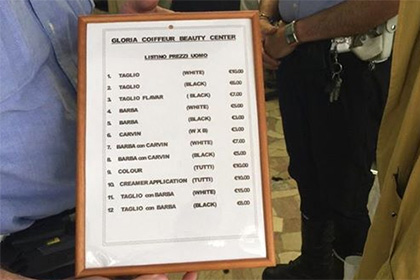 GLORIA COIFFEUR BEAUTY CENTER
LISTINO PREZZI UOMO
1. TAGLIO (WHITE) €10.00
2. TAGLIO (BLACK) €6.00
3. TAGLIO FLAVAR (BLACK) €7.00
4. BARBA (WHITE) €5.00
5. BARBA (BLACK) €3.00
6. CARVIN (W X B) €3.00
7. BARBA con CARVIN (WHITE) €7.00
8. BARBA con CARVIN (BLACK) €5.00
9. COLOUR (TUTTI) €10.00
10. CREAMER APPLICATION (TUTTI) €10.00
11. TAGLIO con BARBA (WHITE) €15.00
12. TAGLIO con BARBA (BLACK) €9.00